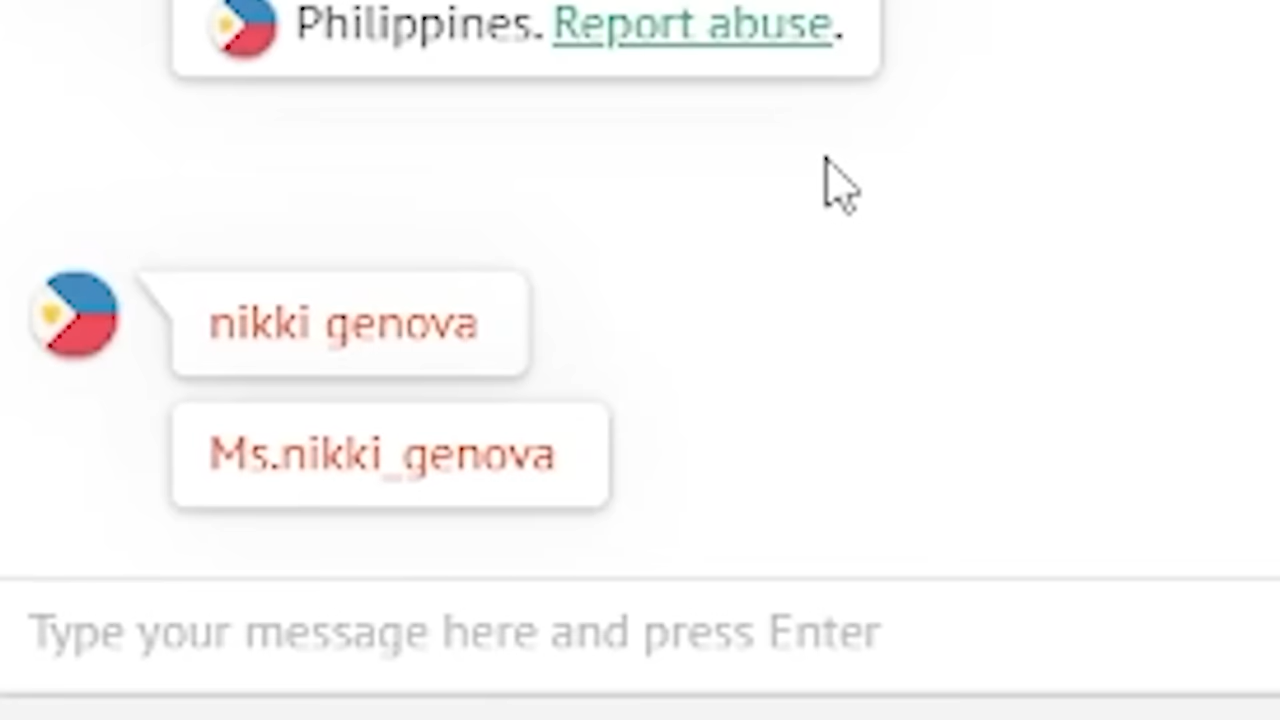 Philippines. Report abuse.
nikki genova
Ms.nikki_genova
Type your message here and press Enter